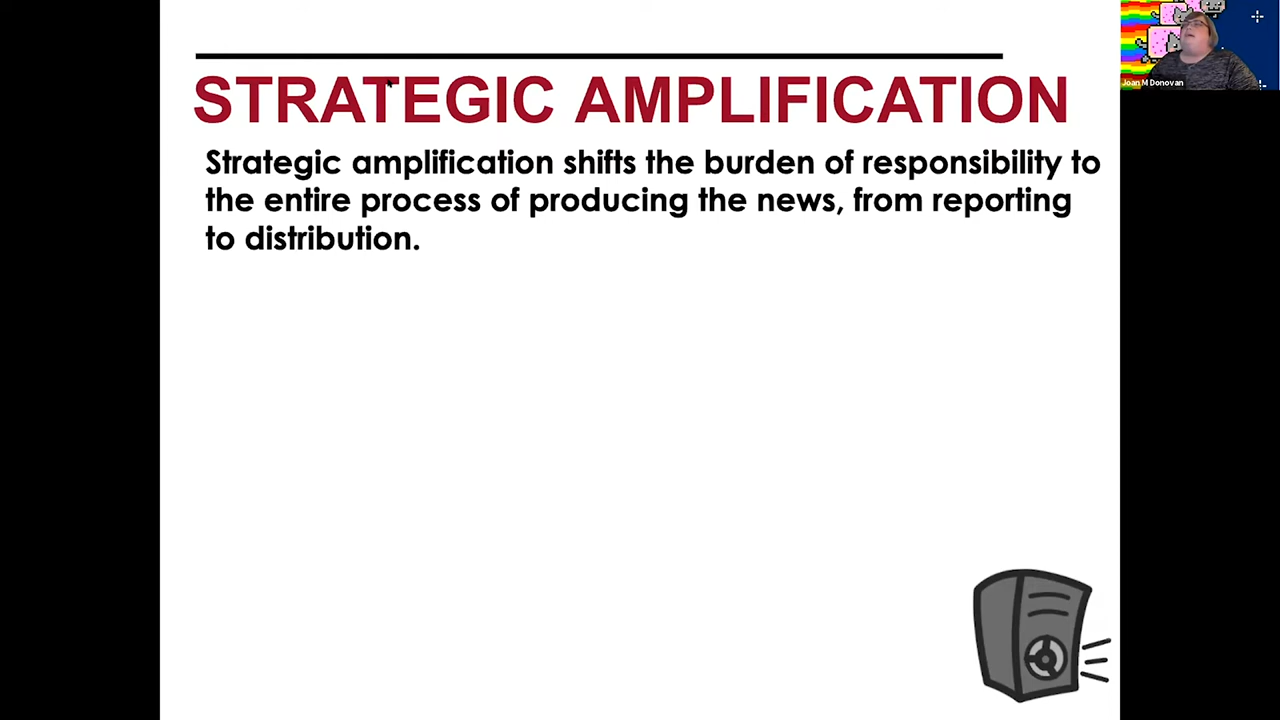 STRATEGIC AMPLIFICATION
Strategic amplification shifts the burden of responsibility to
the entire process of producing the news, from reporting
to distribution.
Joan M Donovan